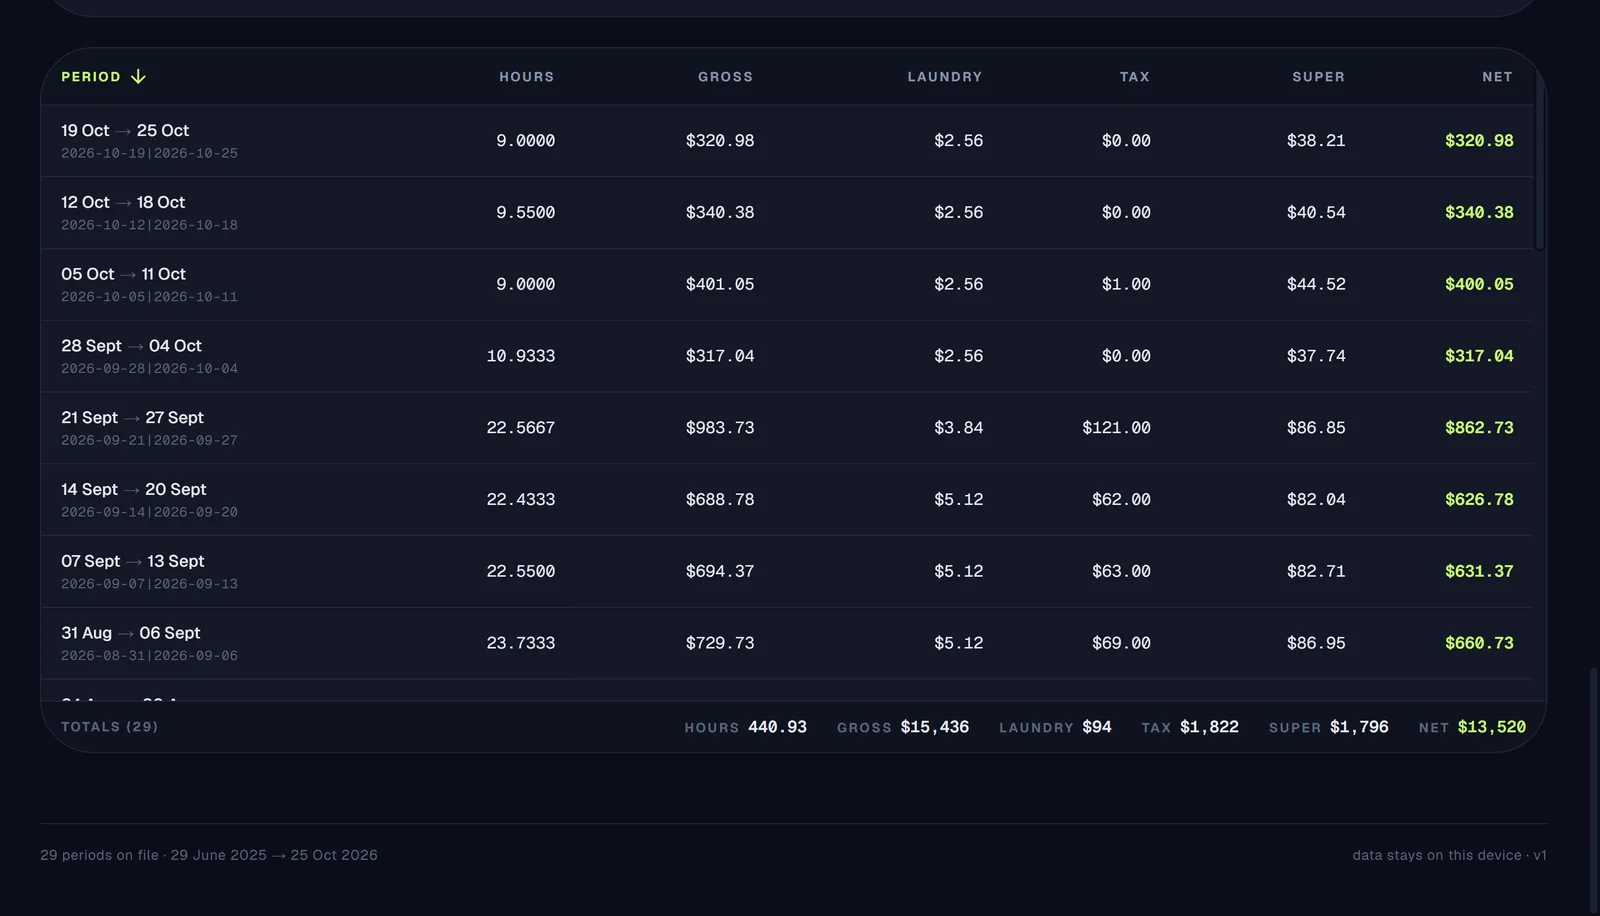 PERIOD ↓ HOURS GROSS LAUNDRY TAX SUPER NET
19 Oct → 25 Oct
2026-10-19|2026-10-25
9.0000 $320.98 $2.56 $0.00 $38.21 $320.98
12 Oct → 18 Oct
2026-10-12|2026-10-18
9.5500 $340.38 $2.56 $0.00 $40.54 $340.38
05 Oct → 11 Oct
2026-10-05|2026-10-11
9.0000 $401.05 $2.56 $1.00 $44.52 $400.05
28 Sept → 04 Oct
2026-09-28|2026-10-04
10.9333 $317.04 $2.56 $0.00 $37.74 $317.04
21 Sept → 27 Sept
2026-09-21|2026-09-27
22.5667 $983.73 $3.84 $121.00 $86.85 $862.73
14 Sept → 20 Sept
2026-09-14|2026-09-20
22.4333 $688.78 $5.12 $62.00 $82.04 $626.78
07 Sept → 13 Sept
2026-09-07|2026-09-13
22.5500 $694.37 $5.12 $63.00 $82.71 $631.37
31 Aug → 06 Sept
2026-08-31|2026-09-06
23.7333 $729.73 $5.12 $69.00 $86.95 $660.73
TOTALS (29) HOURS 440.93 GROSS $15,436 LAUNDRY $94 TAX $1,822 SUPER $1,796 NET $13,520
29 periods on file · 29 June 2025 → 25 Oct 2026
data stays on this device · v1